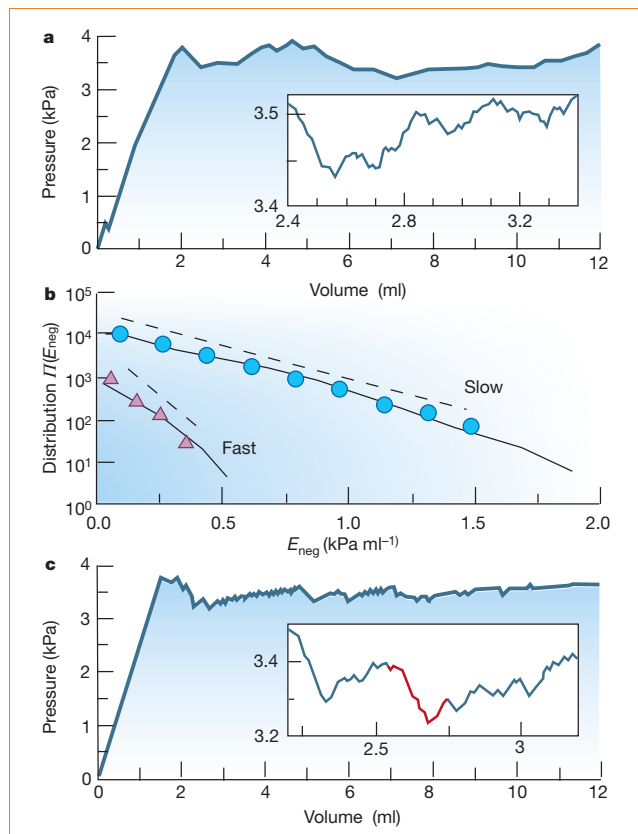 a
4
3
2
1
0
Pressure (kPa)
3.5
3.4
2.4 2.8 3.2
2 4 6 8 10 12
Volume (ml)
b
10⁵
10⁴
10³
10²
10¹
10⁰
Distribution Π(Eneg)
Slow
Fast
0.0 0.5 1.0 1.5 2.0
Eneg (kPa ml⁻¹)
c
4
3
2
1
0
Pressure (kPa)
3.4
3.2
2.5 3
0 2 4 6 8 10 12
Volume (ml)